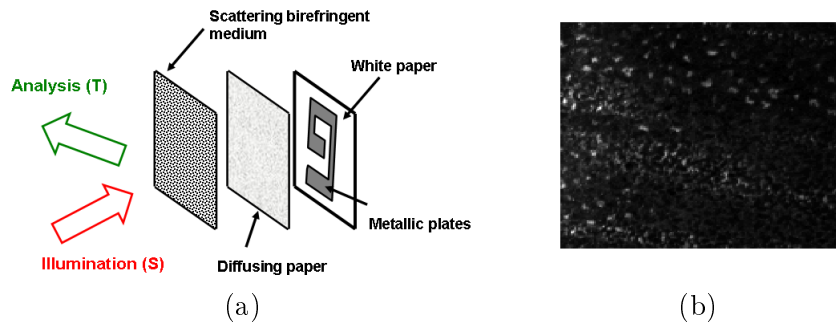 Scattering birefringent
medium
White paper
Analysis (T)
Metallic plates
Illumination (S)
Diffusing paper
(a)
(b)